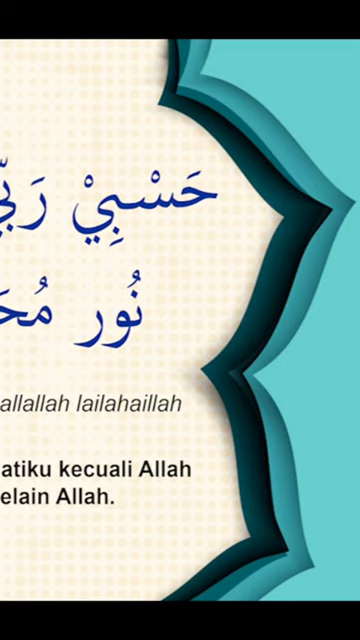 حَسْبِيْ رَبِّيْ
نُور مُحَ
allallah lailahaillah
atiku kecuali Allah
elain Allah.